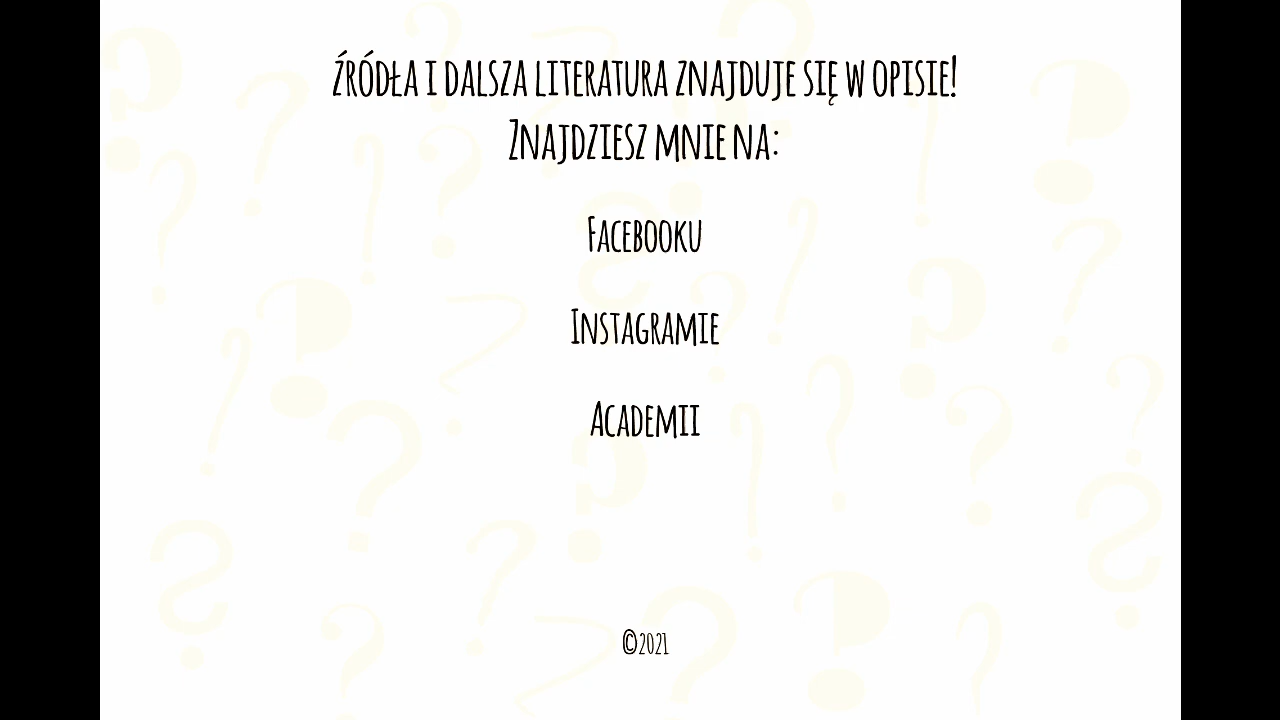 źródła i dalsza literatura znajduje się w opisie!
Znajdziesz mnie na:
Facebooku
Instagramie
Academii
©2021